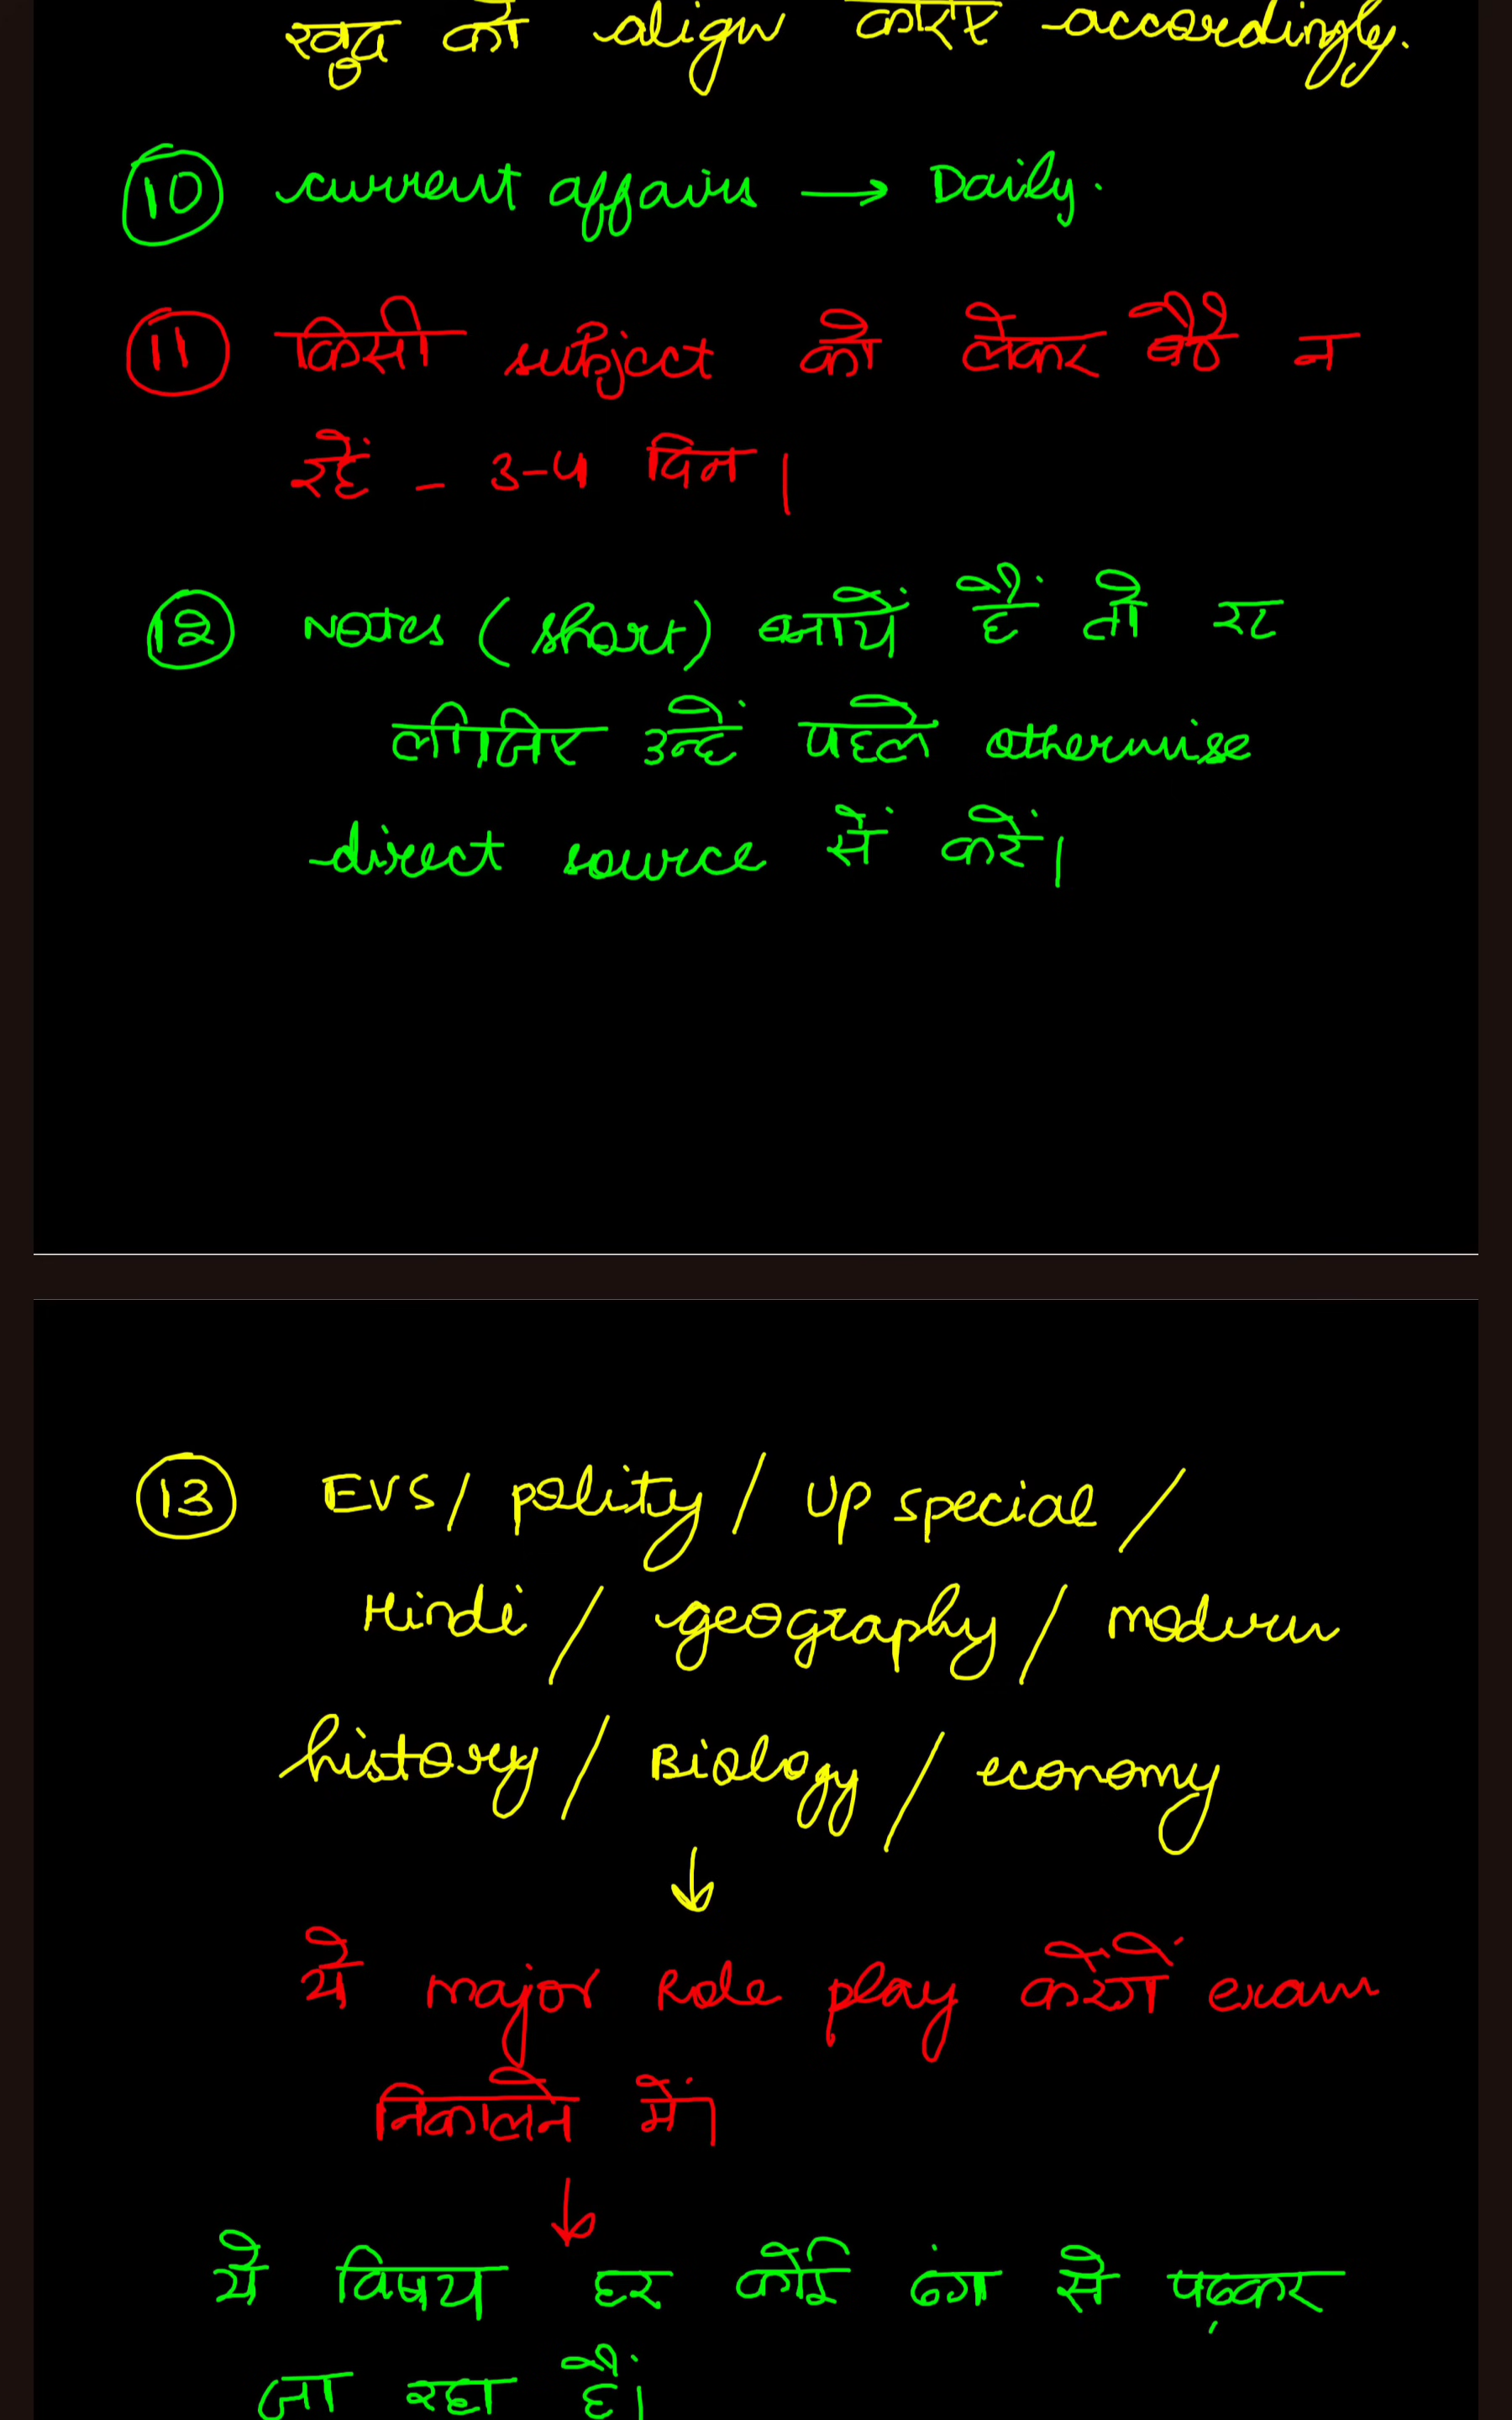 खुद को align करिए accordingly.
10 current affairs → Daily.
11 किसी subject को लेकर बैठे न
रहें - 3-4 दिन।
12 Notes (short) बनायें हैं तो रट
लीजिए उन्हें पहले otherwise
direct source से करें।
13 EVS / polity / UP special /
Hindi / geography / modern
history / Biology / economy
↓
ये major Role play करेंगें exam
निकालने में।
↓
ये विषय हर कोई ढंग से पढ़कर
जा रहा है।